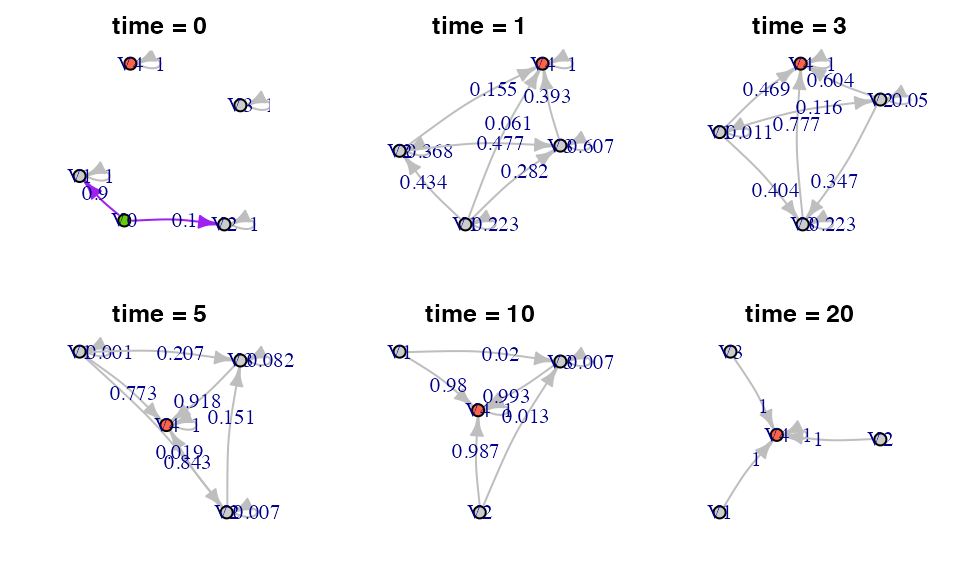 time = 0
V4 1
V3 1
V1 1
0.9
V0
0.1
V2 1
time = 1
V4 1
0.155
0.393
0.061
V2 0.368
0.477
V3 0.607
0.282
0.434
V1 0.223
time = 3
V4 1
0.604
0.469
V2 0.05
0.116
0.777
V1 0.011
0.347
0.404
V3 0.223
time = 5
V1 0.001
0.207
V3 0.082
0.773
0.918
0.151
V4 1
0.019
0.843
V2 0.007
time = 10
V1
0.02
V3 0.007
0.98
0.993
V4 1
0.013
0.987
V2
time = 20
V3
1
V4 1
1
V2
1
V1